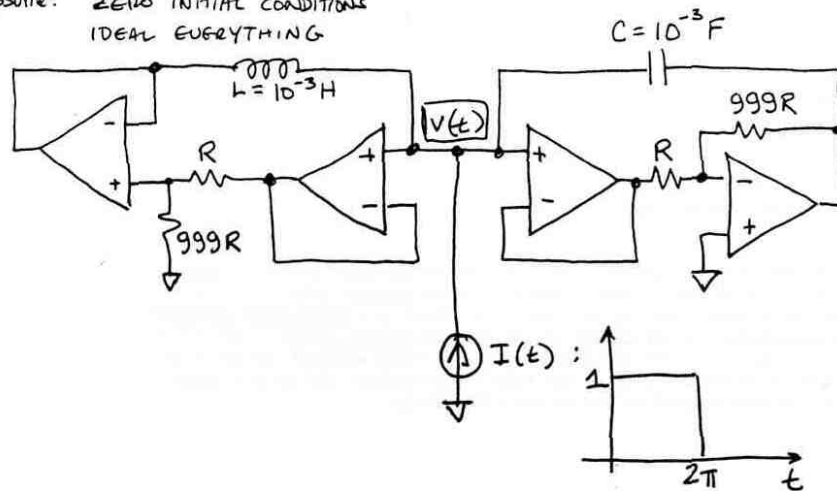 ZERO INITIAL CONDITIONS
IDEAL EVERYTHING
L = 10⁻³ H
C = 10⁻³ F
V(t)
999R
R
R
-
+
+
-
+
-
-
+
999R
I(t) :
1
2π
t